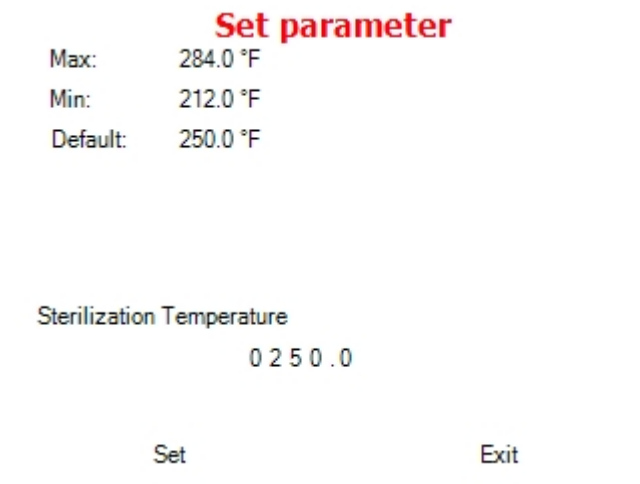 Set parameter
Max: 284.0 °F
Min: 212.0 °F
Default: 250.0 °F
Sterilization Temperature
0 2 5 0 . 0
Set Exit